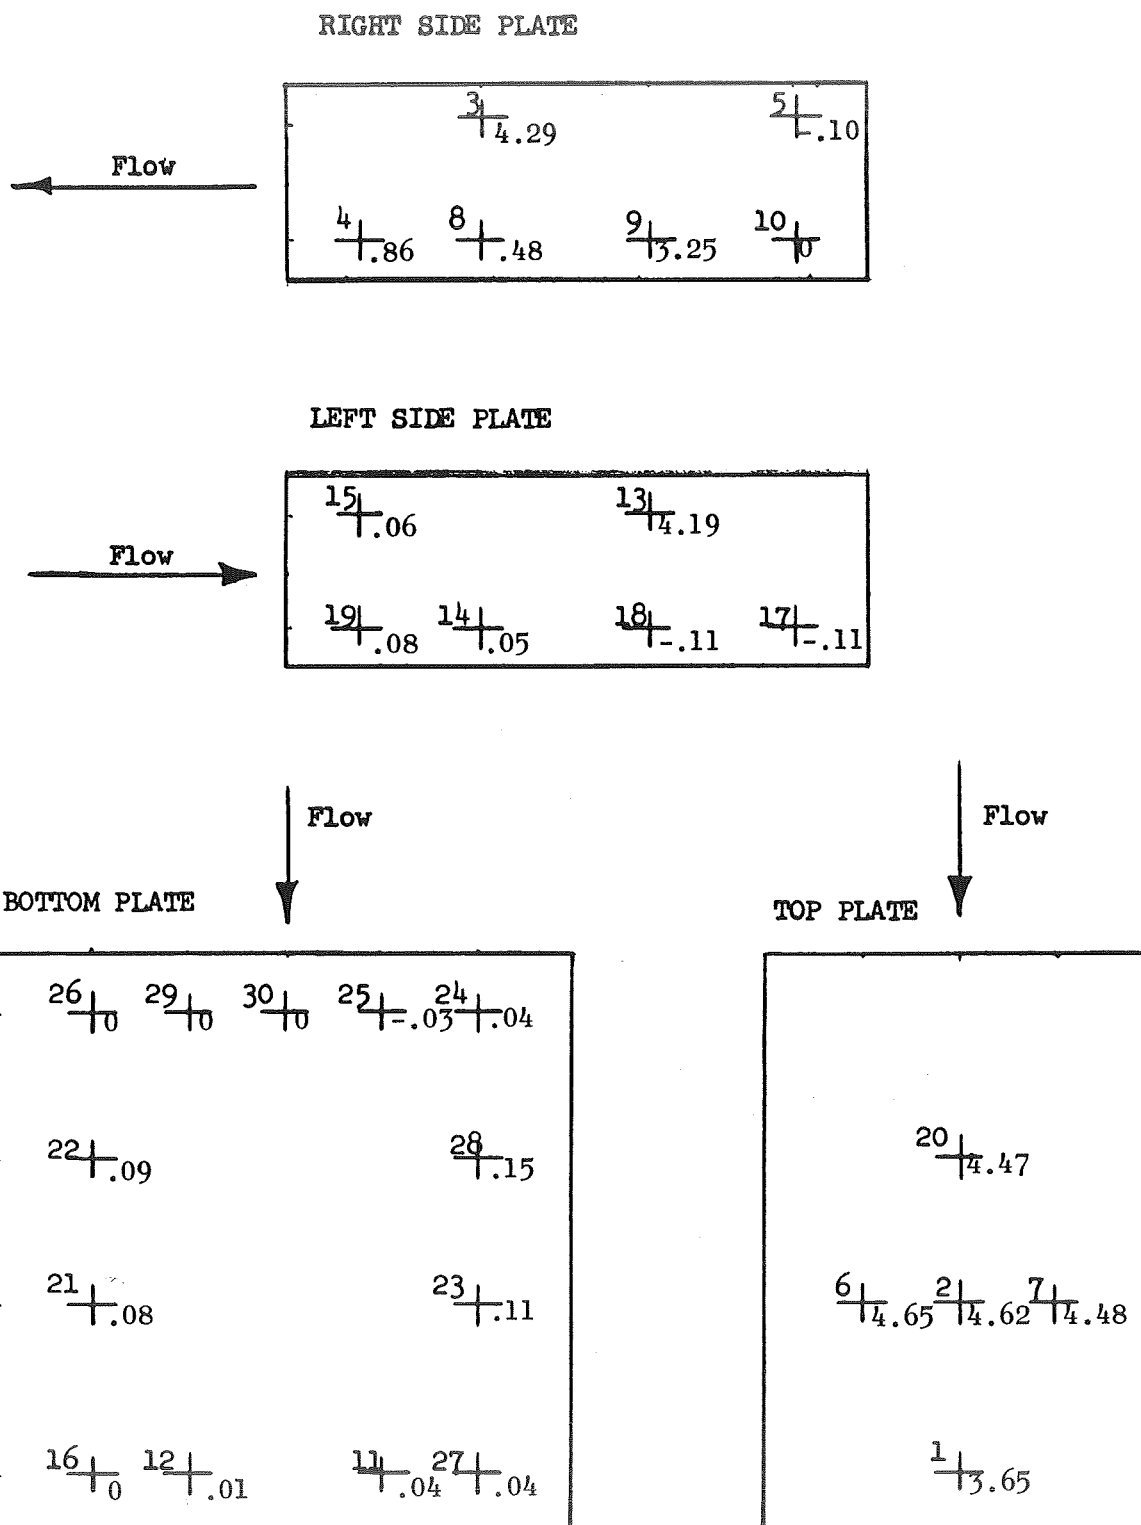 RIGHT SIDE PLATE
3 5
4.29 -.10
Flow
4 8 9 10
.86 .48 3.25 0
LEFT SIDE PLATE
15 13
.06 4.19
Flow
19 14 18 17
.08 .05 -.11 -.11
Flow Flow
BOTTOM PLATE TOP PLATE
26 29 30 25 24
0 0 0 -.03 .04
22 28 20
.09 .15 4.47
21 23 6 2 7
.08 .11 4.65 4.62 4.48
16 12 11 27 1
0 .01 .04 .04 3.65